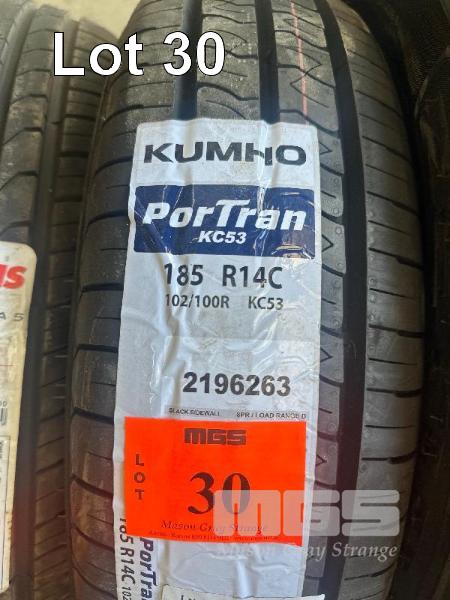 Lot 30
KUMHO
PorTran
KC53
185 R14C
102/100R KC53
2196263
BLACK SIDEWALL 8PR / LOAD RANGE D
MGS
LOT
30
Mason Gray Strange
MGS
Mason Gray Strange
PorTran
185 R14C 102